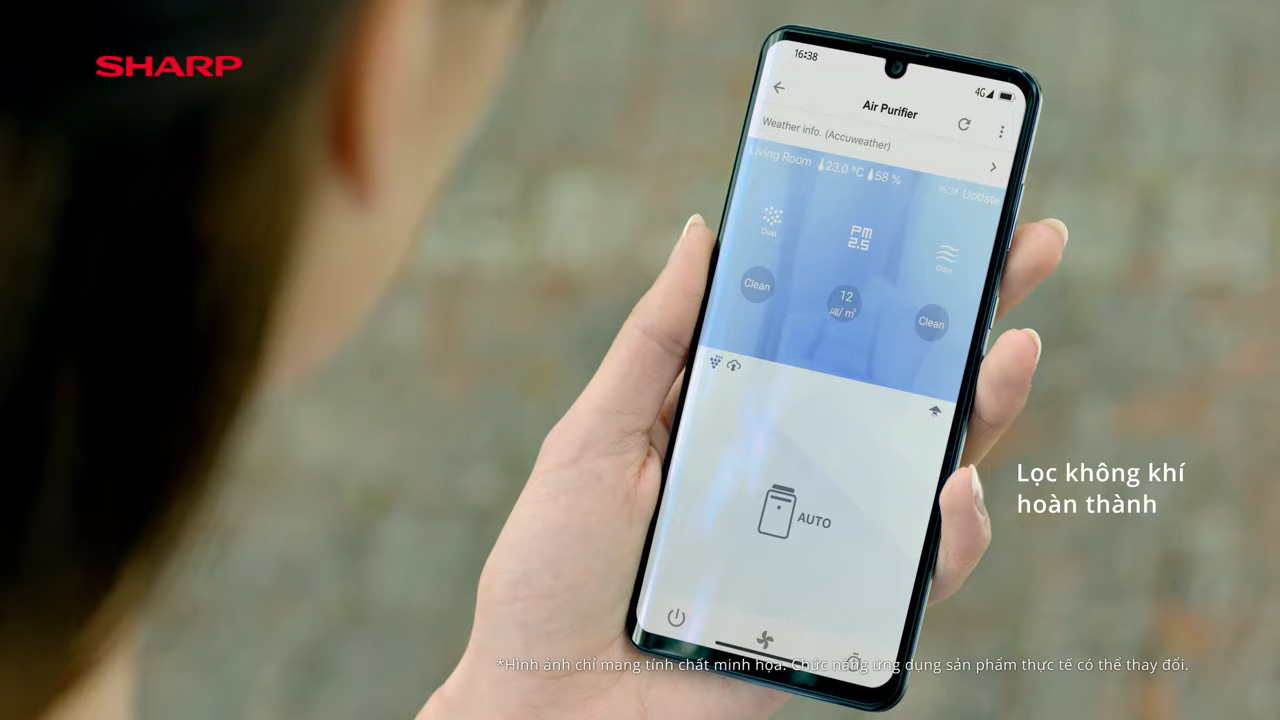 SHARP
16:38
4G
Air Purifier
Weather info. (Accuweather)
Living Room 23.0 °C 58 %
16:38 Update
Dust
PM
2.5
Odor
Clean
12
µg/ m³
Clean
AUTO
Lọc không khí
hoàn thành
*Hình ảnh chỉ mang tính chất minh họa. Chức năng ứng dụng sản phẩm thực tế có thể thay đổi.